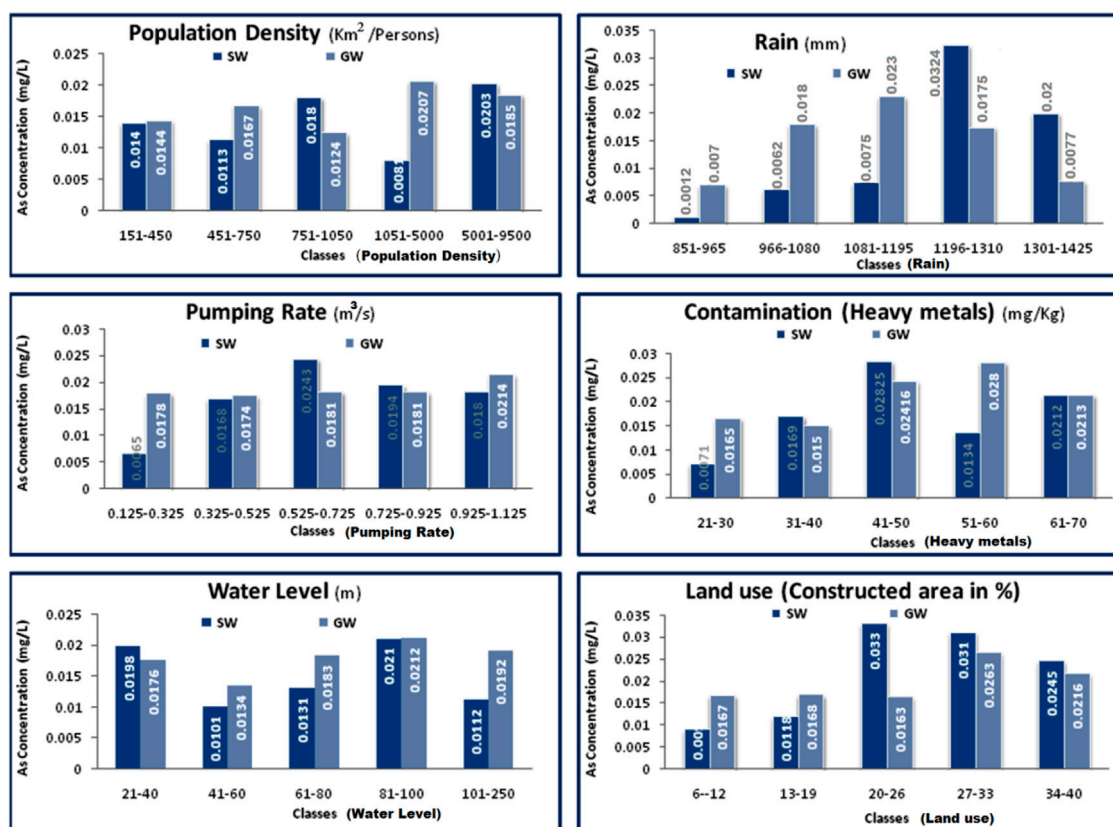 Population Density (Km² /Persons)
SW GW
As Concentration (mg/L)
0.025
0.02
0.015
0.01
0.005
0
0.014 0.0144 0.0113 0.0167 0.018 0.0124 0.0207 0.0203 0.0185
151-450 451-750 751-1050 1051-5000 5001-9500
Classes (Population Density)
Rain (mm)
SW GW
As Concentration (mg/L)
0.035
0.03
0.025
0.02
0.015
0.01
0.005
0
0.0012 0.007 0.0062 0.018 0.0075 0.023 0.0324 0.0175 0.02 0.0077
851-965 966-1080 1081-1195 1196-1310 1301-1425
Classes (Rain)
Pumping Rate (m³/s)
SW GW
As Concentration (mg/L)
0.03
0.025
0.02
0.015
0.01
0.005
0
0.0065 0.0178 0.0168 0.0174 0.0243 0.0181 0.0194 0.0181 0.018 0.0214
0.125-0.325 0.325-0.525 0.525-0.725 0.725-0.925 0.925-1.125
Classes (Pumping Rate)
Contamination (Heavy metals) (mg/Kg)
SW GW
As Concentration (mg/L)
0.03
0.025
0.02
0.015
0.01
0.005
0
0.0071 0.0165 0.0169 0.015 0.02825 0.02416 0.0134 0.028 0.0212 0.0213
21-30 31-40 41-50 51-60 61-70
Classes (Heavy metals)
Water Level (m)
SW GW
As Concentration (mg/L)
0.025
0.02
0.015
0.01
0.005
0
0.0198 0.0176 0.0101 0.0134 0.0131 0.0183 0.021 0.0212 0.0112 0.0192
21-40 41-60 61-80 81-100 101-250
Classes (Water Level)
Land use (Constructed area in %)
SW GW
As Concentration (mg/L)
0.035
0.03
0.025
0.02
0.015
0.01
0.005
0
0.0167 0.0118 0.0168 0.033 0.0163 0.031 0.0263 0.0245 0.0216
6--12 13-19 20-26 27-33 34-40
Classes (Land use)